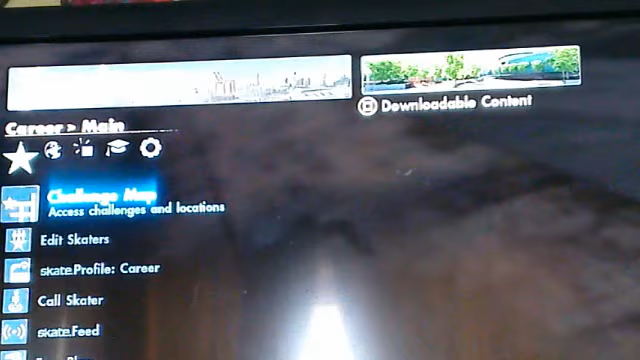 Downloadable Content
Career > Main
Challenge Map
Access challenges and locations
Edit Skaters
skate.Profile: Career
Call Skater
skate.Feed